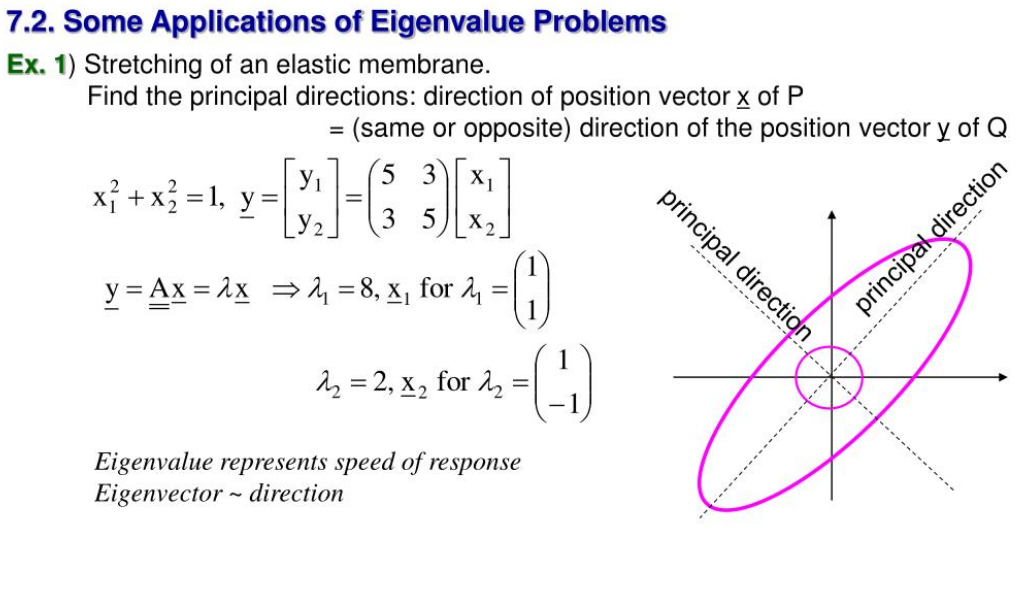 7.2. Some Applications of Eigenvalue Problems
Ex. 1) Stretching of an elastic membrane.
Find the principal directions: direction of position vector x of P
= (same or opposite) direction of the position vector y of Q
x₁² + x₂² = 1, y = [y₁ y₂] = (5 3 3 5) [x₁ x₂]
y = Ax = λx ⇒ λ₁ = 8, x₁ for λ₁ = (1 1)
λ₂ = 2, x₂ for λ₂ = (1 −1)
Eigenvalue represents speed of response
Eigenvector ~ direction
principal direction
principal direction